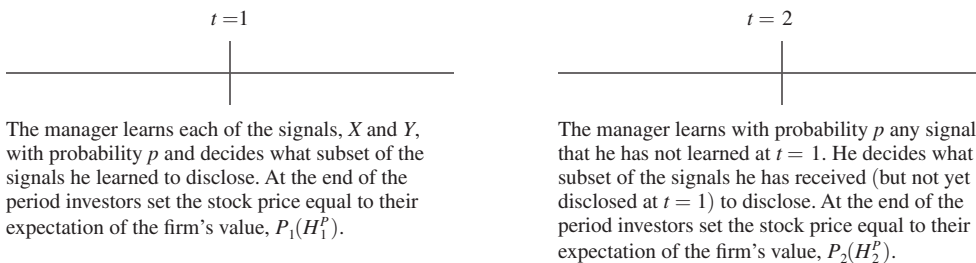 t = 1
The manager learns each of the signals, X and Y,
with probability p and decides what subset of the
signals he learned to disclose. At the end of the
period investors set the stock price equal to their
expectation of the firm's value, P₁(H₁ᴾ).
t = 2
The manager learns with probability p any signal
that he has not learned at t = 1. He decides what
subset of the signals he has received (but not yet
disclosed at t = 1) to disclose. At the end of the
period investors set the stock price equal to their
expectation of the firm's value, P₂(H₂ᴾ).